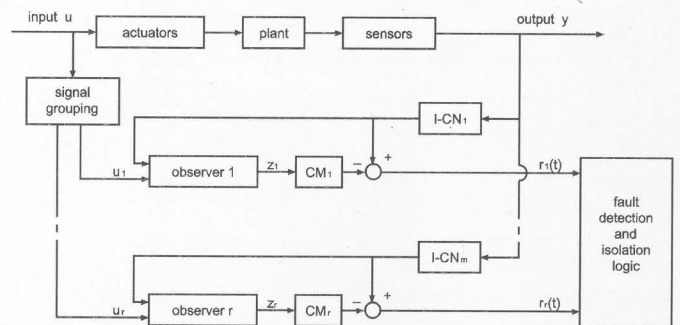 input u
output y
actuators
plant
sensors
signal
grouping
I-CN₁
observer 1
z₁
CM₁
−
+
r₁(t)
u₁
fault
detection
and
isolation
logic
I-CNₘ
observer r
zᵣ
CMᵣ
−
+
rᵣ(t)
uᵣ